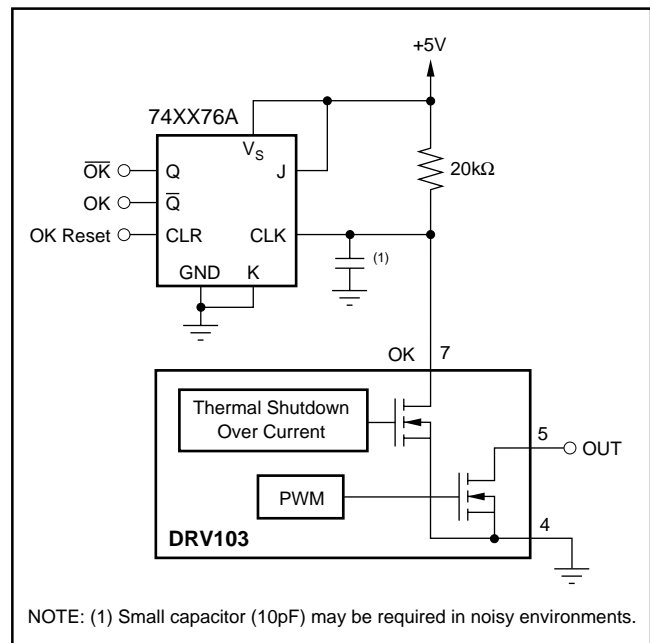 +5V
74XX76A
V_S
O̅K̅ Q J 20kΩ
OK Q̅
OK Reset CLR CLK (1)
GND K
OK 7
Thermal Shutdown
Over Current
5
OUT
PWM
4
DRV103
NOTE: (1) Small capacitor (10pF) may be required in noisy environments.